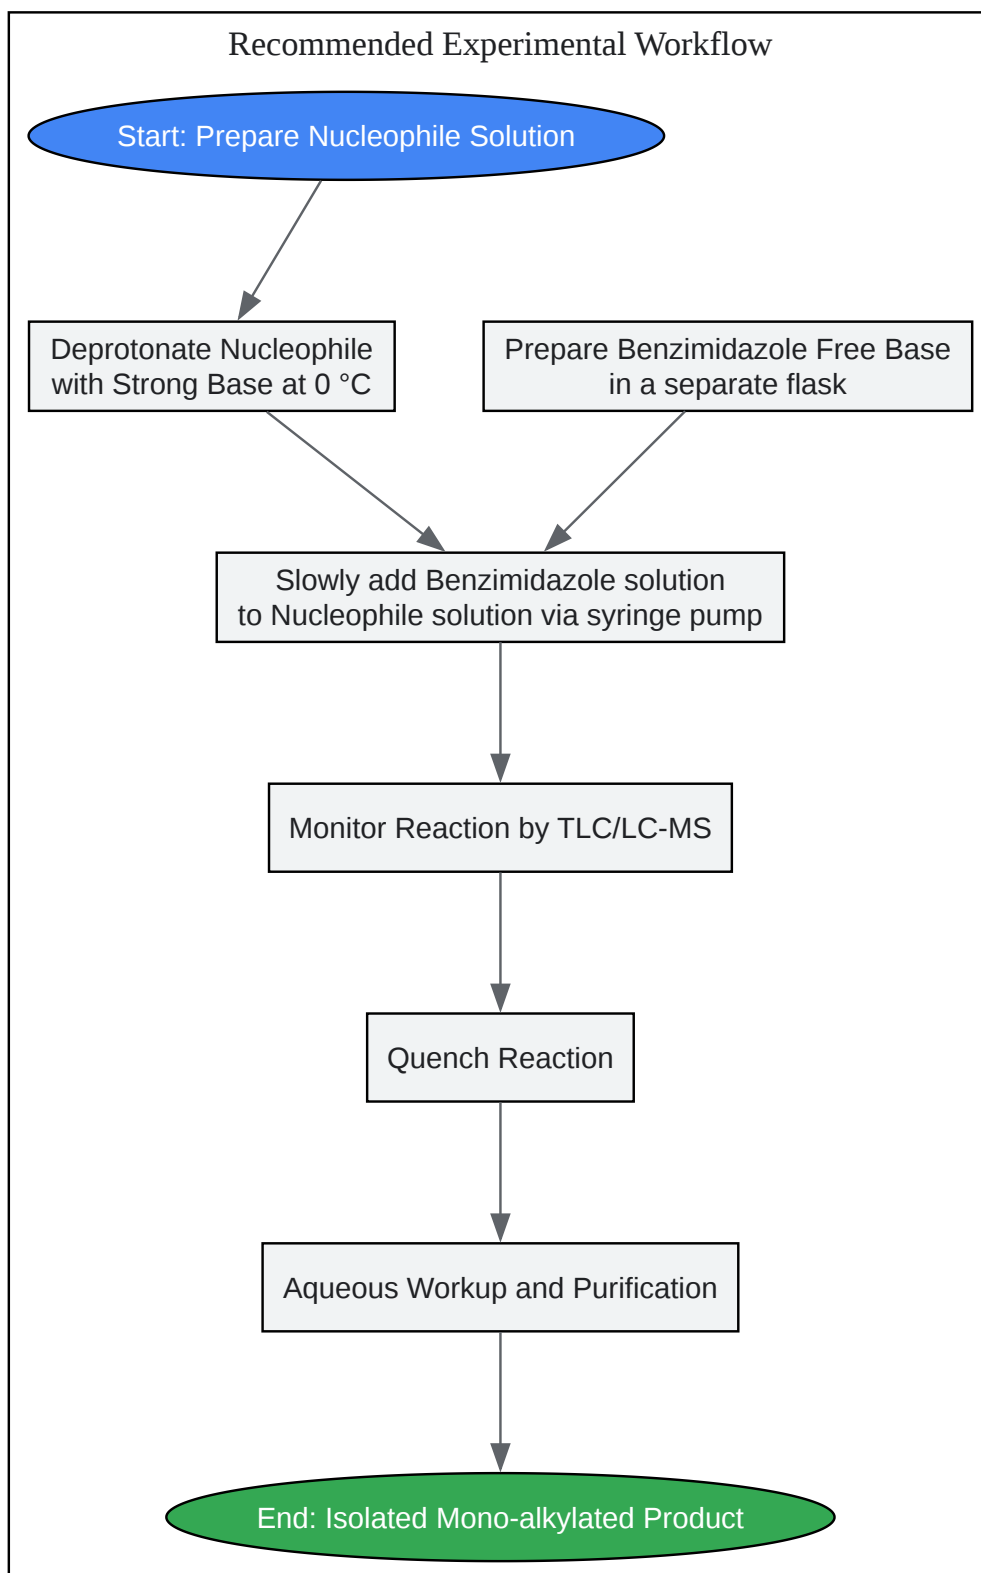 Recommended Experimental Workflow
Start: Prepare Nucleophile Solution
Deprotonate Nucleophile
with Strong Base at 0 °C
Prepare Benzimidazole Free Base
in a separate flask
Slowly add Benzimidazole solution
to Nucleophile solution via syringe pump
Monitor Reaction by TLC/LC-MS
Quench Reaction
Aqueous Workup and Purification
End: Isolated Mono-alkylated Product